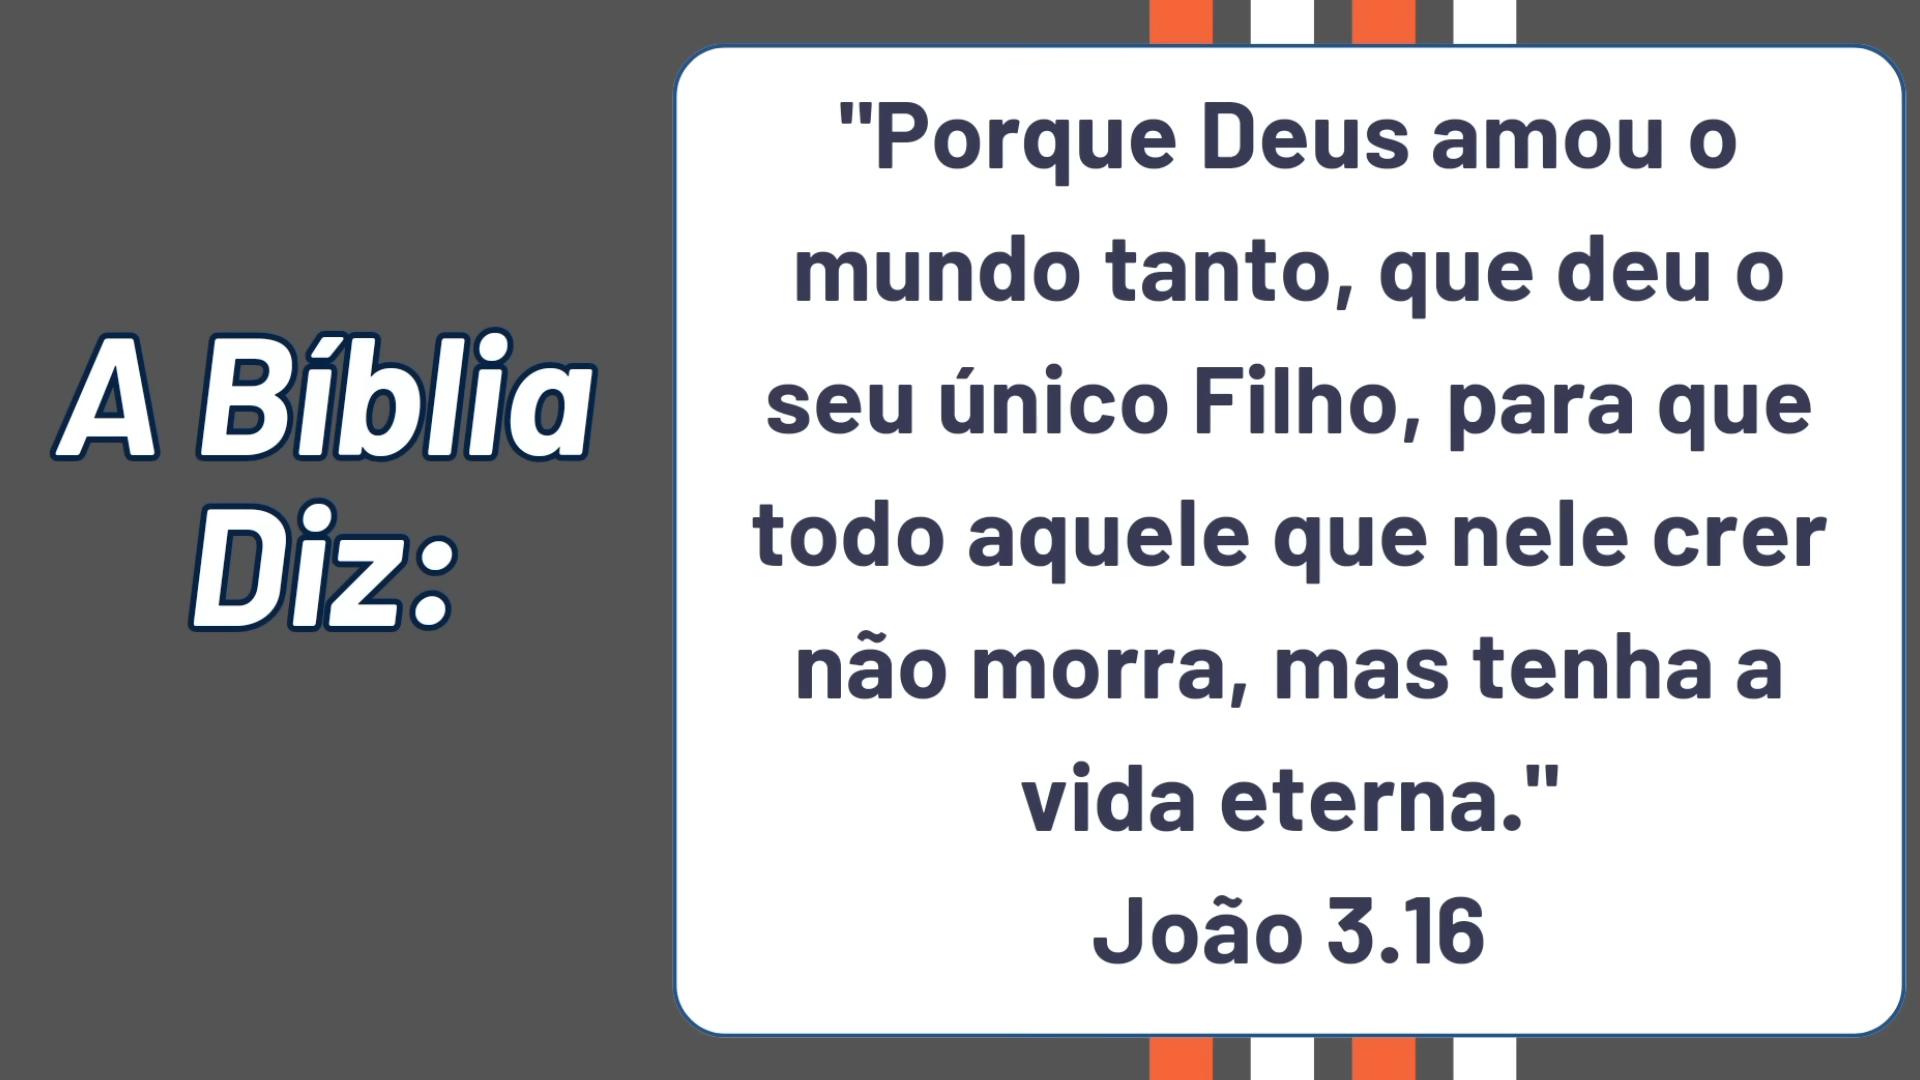 A Bíblia
Diz:
"Porque Deus amou o
mundo tanto, que deu o
seu único Filho, para que
todo aquele que nele crer
não morra, mas tenha a
vida eterna."
João 3.16